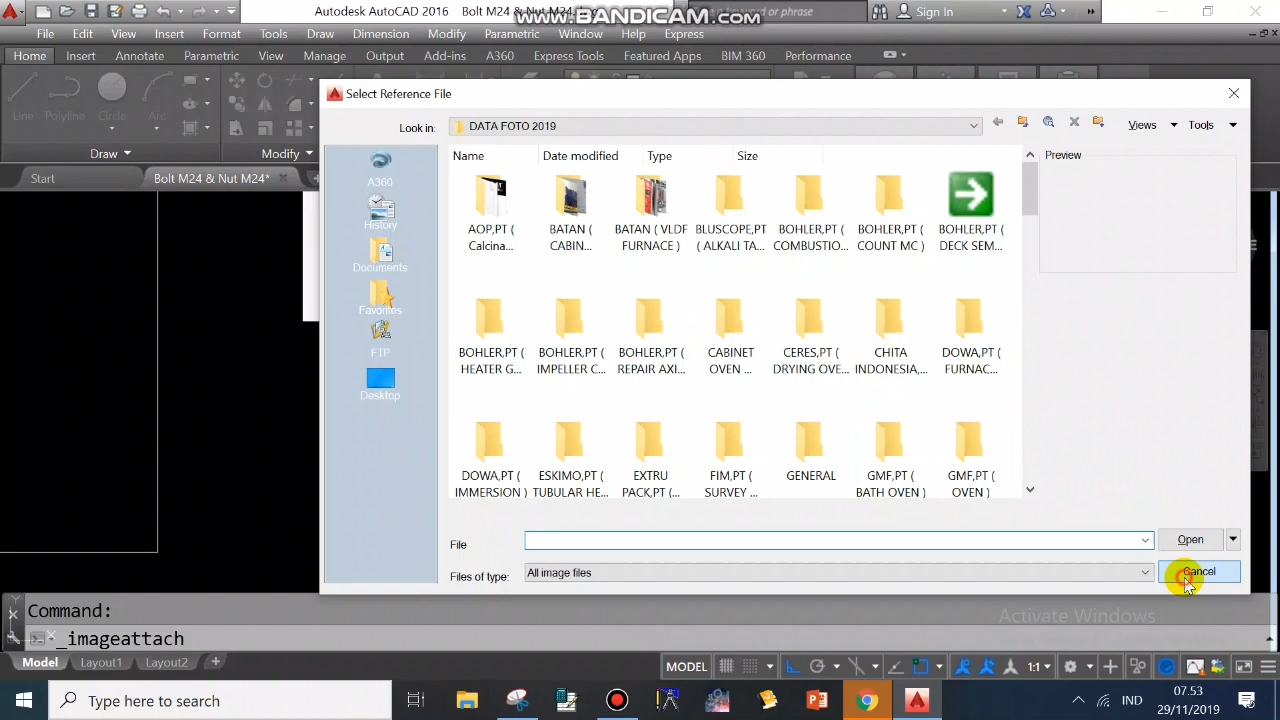 Autodesk AutoCAD 2016
Bolt M24 & Nut M24
www.BANDICAM.com
or phrase
Sign In
File Edit View Insert Format Tools Draw Dimension Modify Parametric Window Help Express
Home Insert Annotate Parametric View Manage Output Add-ins A360 Express Tools Featured Apps BIM 360 Performance
Line Polyline Circle Arc
Draw Modify
Start Bolt M24 & Nut M24*
Select Reference File
Look in: DATA FOTO 2019 Views Tools
Name Date modified Type Size
Preview
A360
History
Documents
Favorites
FTP
Desktop
AOP,PT ( BATAN ( BATAN ( VLDF BLUSCOPE,PT BOHLER,PT ( BOHLER,PT ( BOHLER,PT (
Calcina... CABIN... FURNACE ) ( ALKALI TA... COMBUSTIO... COUNT MC ) DECK SEM...
BOHLER,PT ( BOHLER,PT ( BOHLER,PT ( CABINET CERES,PT ( CHITA DOWA,PT (
HEATER G... IMPELLER C... REPAIR AXI... OVEN ... DRYING OVE... INDONESIA,... FURNAC...
DOWA,PT ( ESKIMO,PT ( EXTRU FIM,PT ( GENERAL GMF,PT ( GMF,PT (
IMMERSION ) TUBULAR HE... PACK,PT (... SURVEY ... BATH OVEN ) OVEN )
File Open
Files of type: All image files Cancel
Command:
_imageattach
Activate Windows
Model Layout1 Layout2 + MODEL 1:1
Type here to search
IND
07.53
29/11/2019